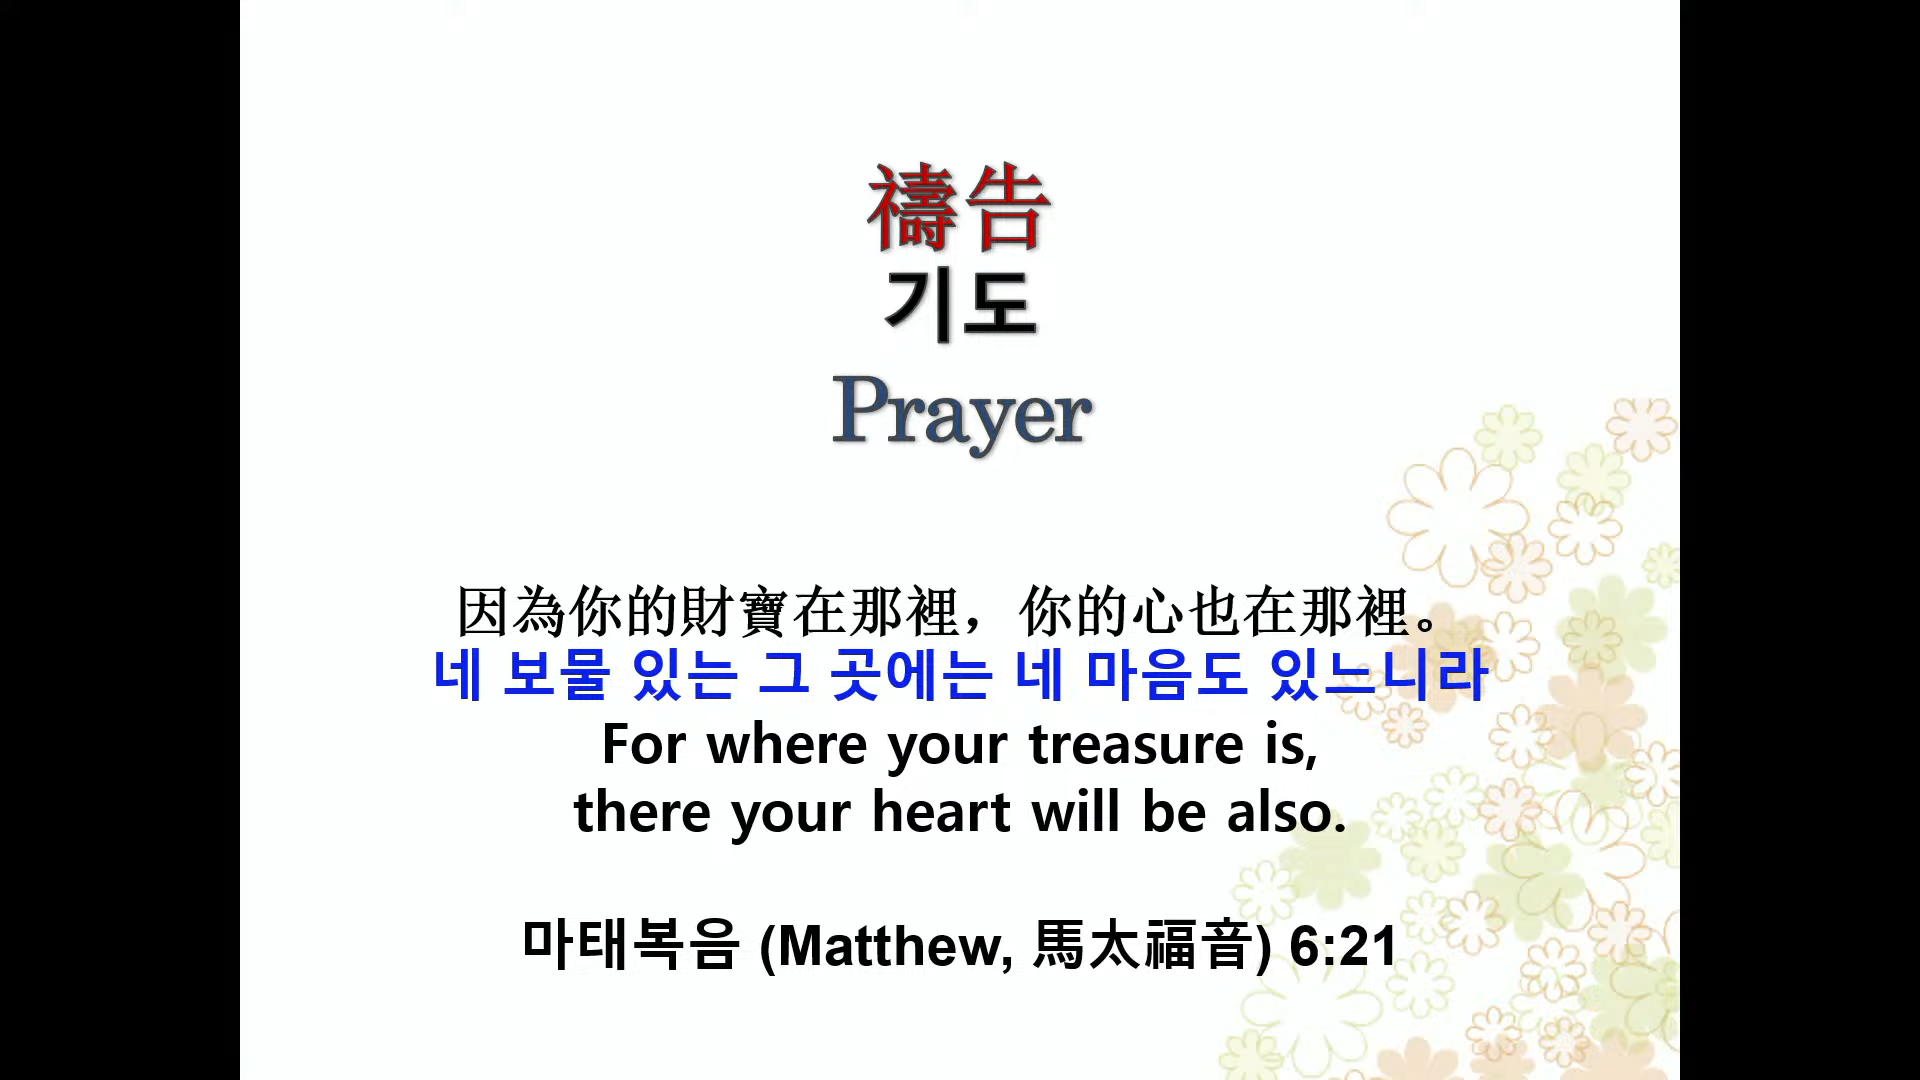 禱告
기도
Prayer
因為你的財寶在那裡，你的心也在那裡。
네 보물 있는 그 곳에는 네 마음도 있느니라
For where your treasure is,
there your heart will be also.
마태복음 (Matthew, 馬太福音) 6:21